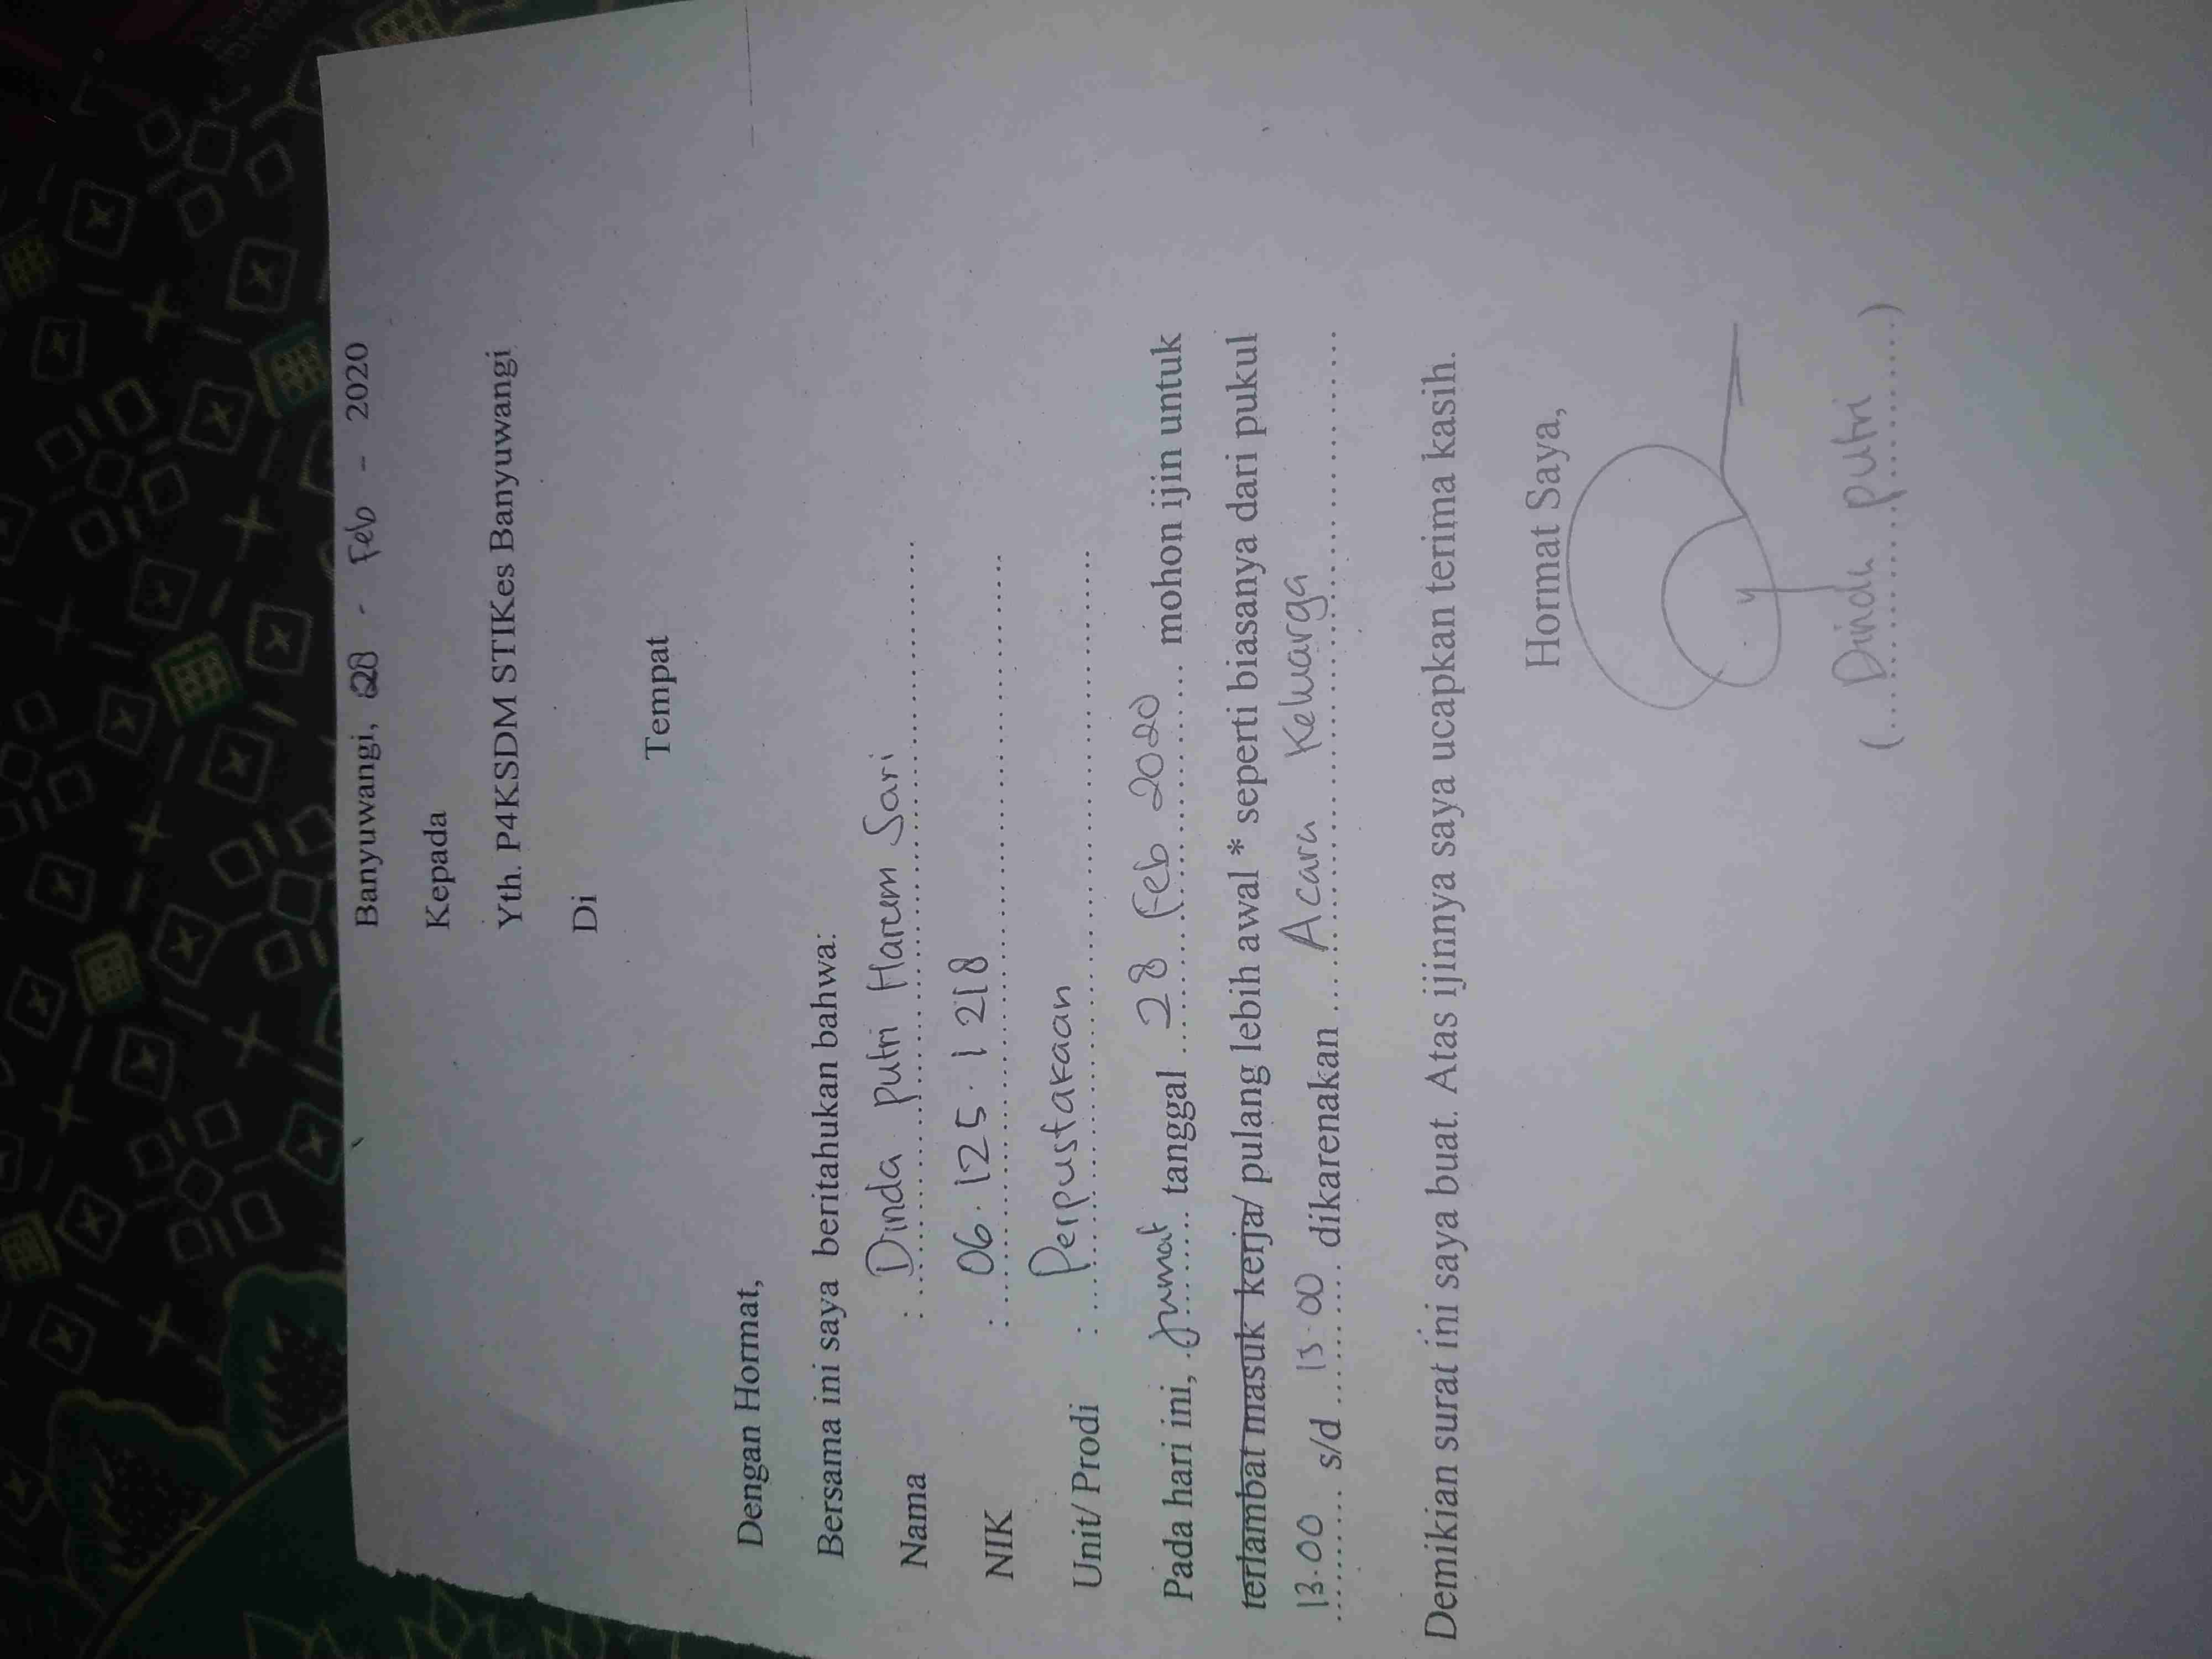 Banyuwangi, 28 - Feb - 2020
Kepada
Yth. P4KSDM STIKes Banyuwangi
Di
Tempat
Dengan Hormat,
Bersama ini saya beritahukan bahwa:
Nama : Dinda putri Harum Sari
NIK : 06.125.1218
Unit/ Prodi : Perpustakaan
Pada hari ini, Jumat tanggal 28 Feb 2020 mohon ijin untuk
terlambat masuk kerja/ pulang lebih awal * seperti biasanya dari pukul
13.00 s/d 15.00 dikarenakan Acara Keluarga
Demikian surat ini saya buat. Atas ijinnya saya ucapkan terima kasih.
Hormat Saya,
(Dinda putri)